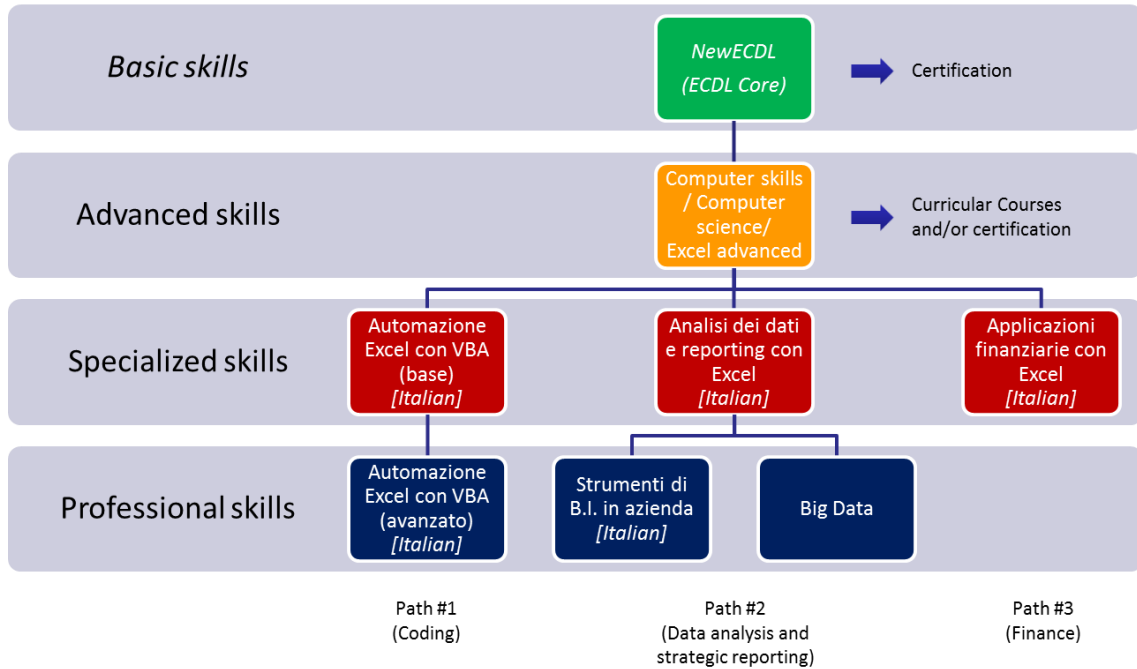 Basic skills
NewECDL
(ECDL Core)
Certification
Advanced skills
Computer skills
/ Computer
science/
Excel advanced
Curricular Courses
and/or certification
Specialized skills
Automazione
Excel con VBA
(base)
[Italian]
Analisi dei dati
e reporting con
Excel
[Italian]
Applicazioni
finanziarie con
Excel
[Italian]
Professional skills
Automazione
Excel con VBA
(avanzato)
[Italian]
Strumenti di
B.I. in azienda
[Italian]
Big Data
Path #1
(Coding)
Path #2
(Data analysis and
strategic reporting)
Path #3
(Finance)